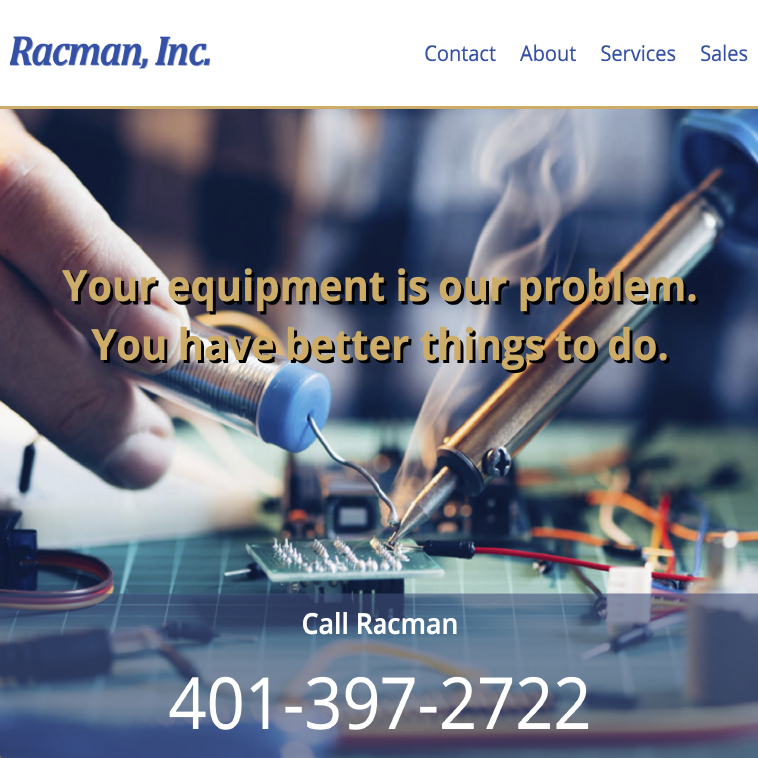 Racman, Inc.
Contact About Services Sales
Your equipment is our problem.
You have better things to do.
Call Racman
401-397-2722